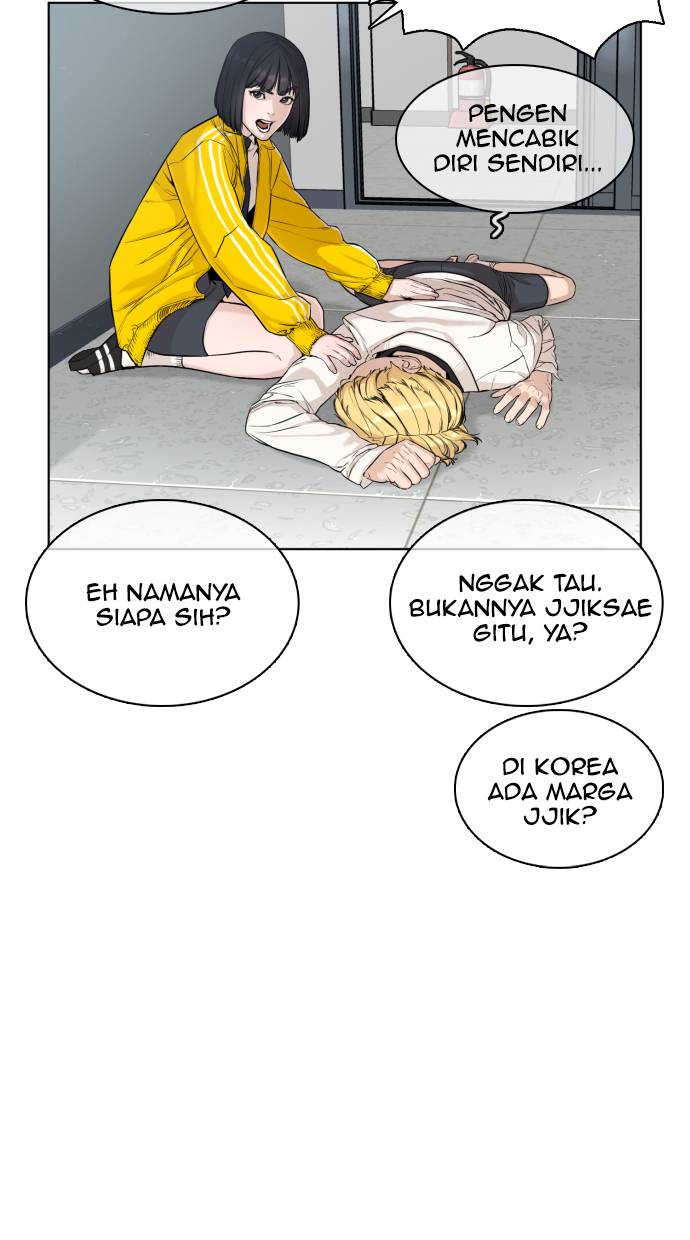 PENGEN
MENCABIK
DIRI SENDIRI...
EH NAMANYA
SIAPA SIH?
NGGAK TAU.
BUKANNYA JJIKSAE
GITU, YA?
DI KOREA
ADA MARGA
JJIK?